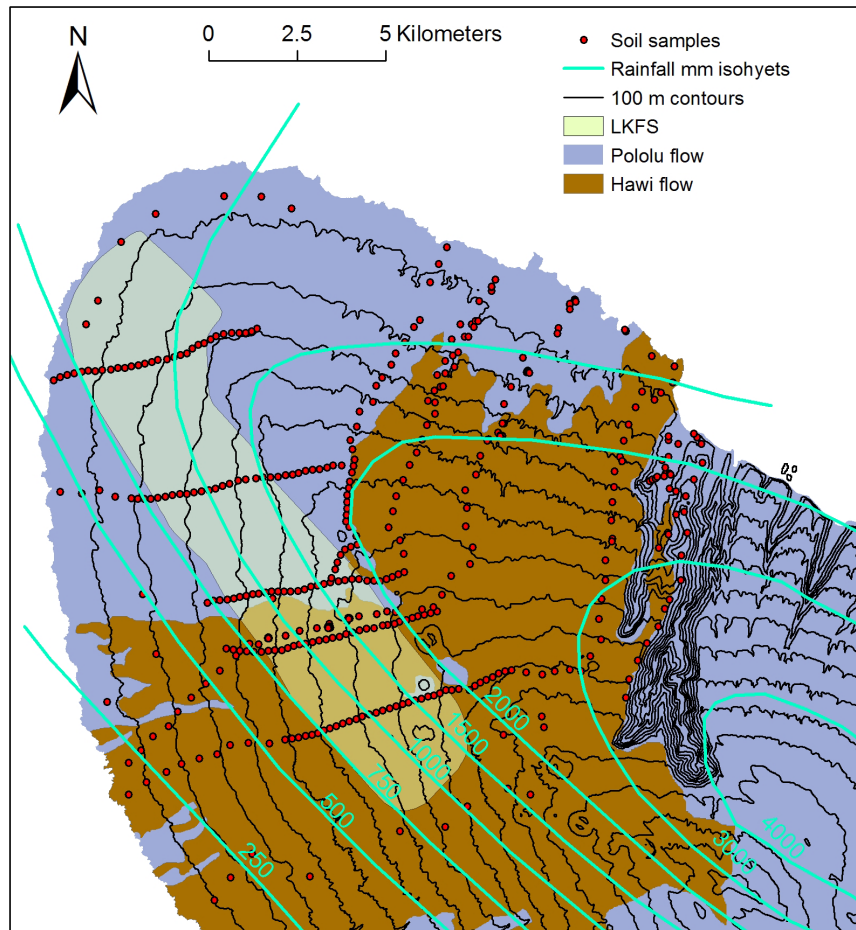 N
0 2.5 5 Kilometers
Soil samples
Rainfall mm isohyets
100 m contours
LKFS
Pololu flow
Hawi flow
2000
1500
1000
750
500
250
3000
4000